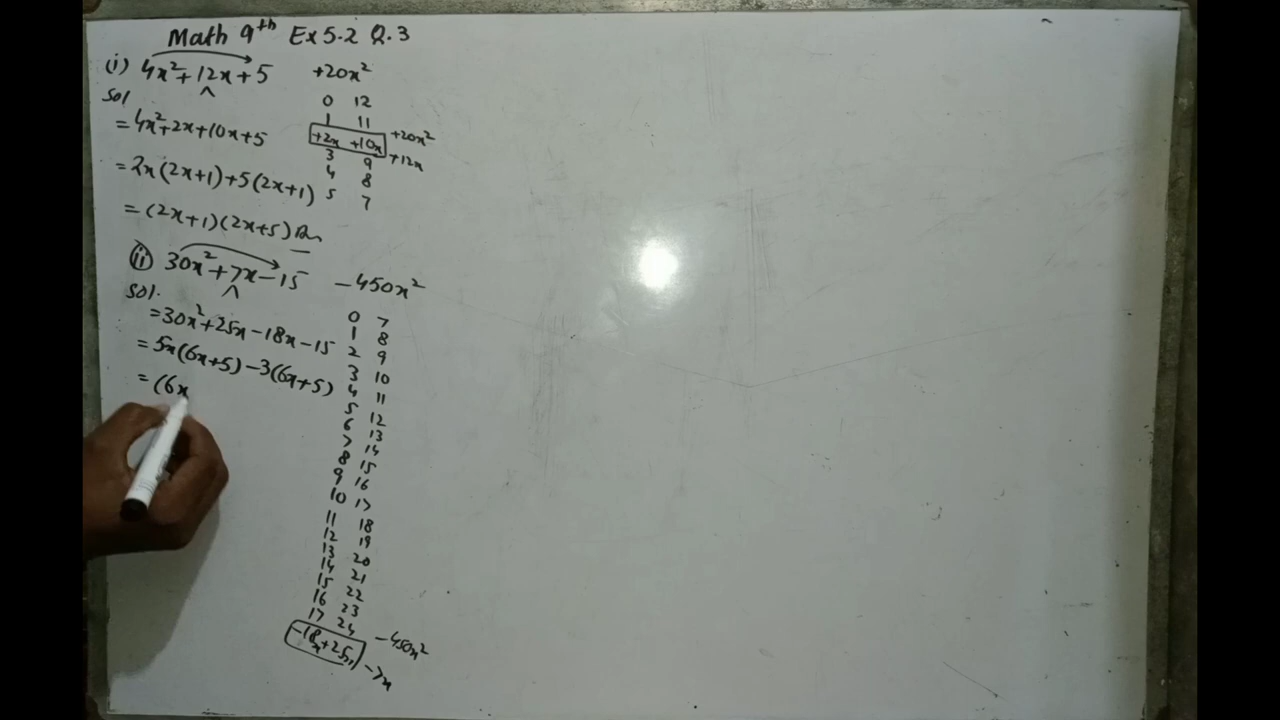 Math 9th Ex 5.2 Q.3
(i) 4x²+12x+5 +20x²
Sol
0 12
1 11
=4x²+2x+10x+5
+2x +10x +20x²
+12x
3 9
4 8
5 7
=2x(2x+1)+5(2x+1)
=(2x+1)(2x+5)
(ii) 30x²+7x-15 -450x²
Sol.
=30x²+25x-18x-15
=5x(6x+5)-3(6x+5)
=(6x
0 7
1 8
2 9
3 10
4 11
5 12
6 13
7 14
8 15
9 16
10 17
11 18
12 19
13 20
14 21
15 22
16 23
17 24
-18x+25x -450x²
-7x